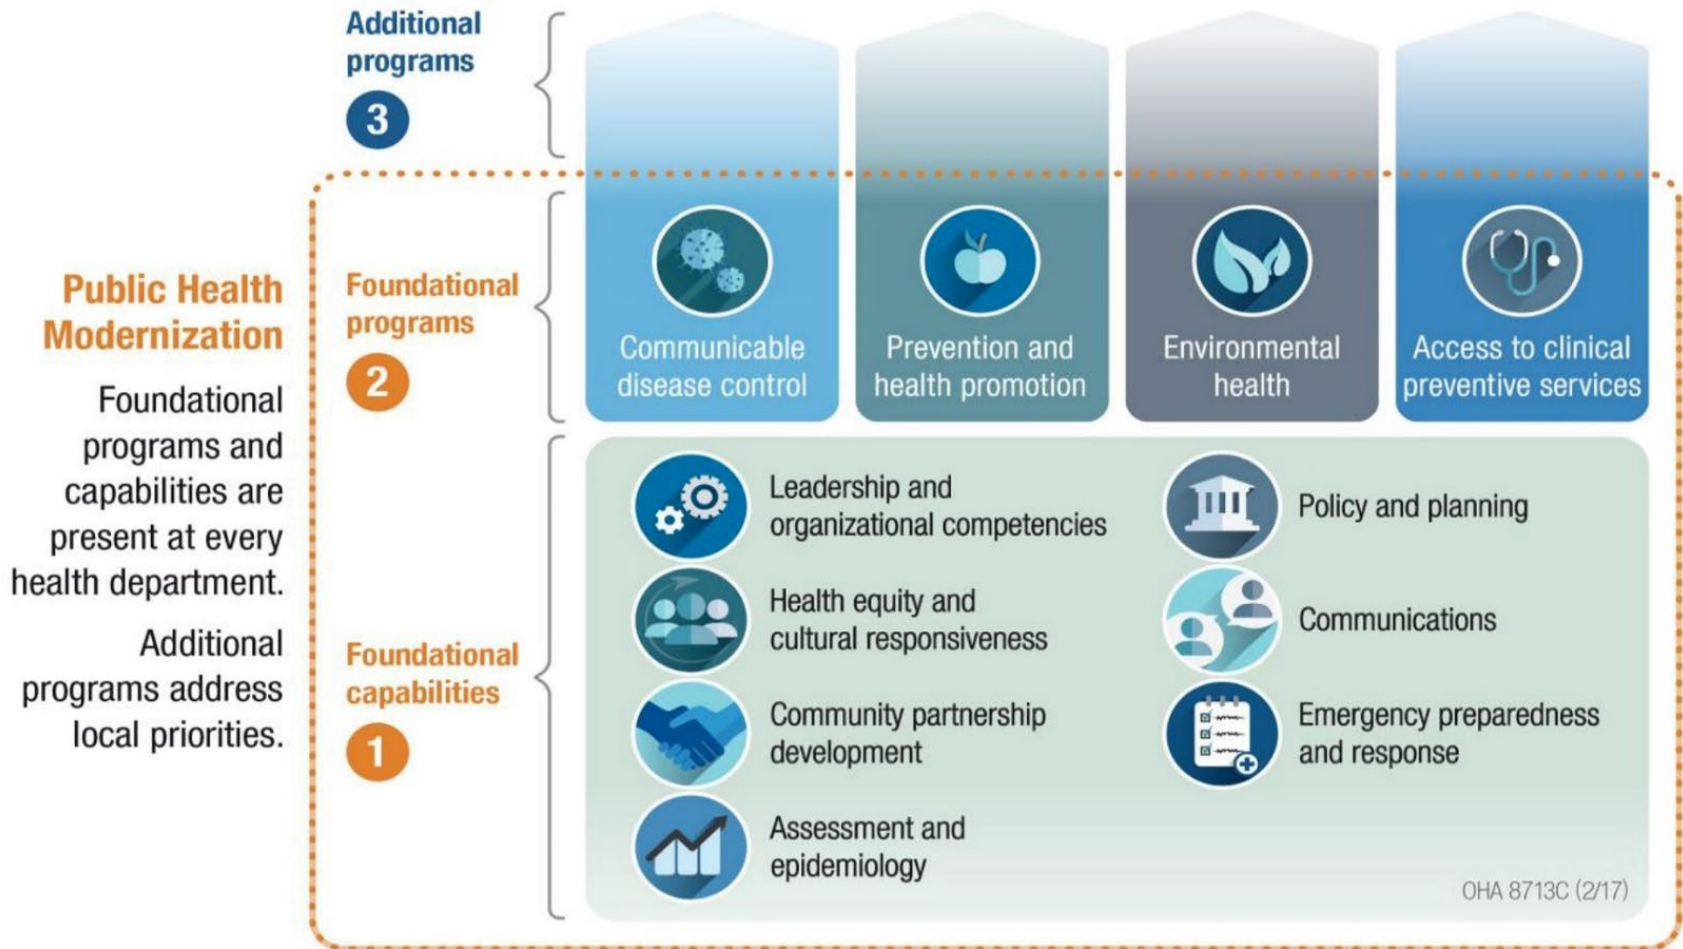 Additional
programs
3
Public Health
Modernization
Foundational
programs and
capabilities are
present at every
health department.
Additional
programs address
local priorities.
Foundational
programs
2
Communicable
disease control
Prevention and
health promotion
Environmental
health
Access to clinical
preventive services
Foundational
capabilities
1
Leadership and
organizational competencies
Health equity and
cultural responsiveness
Community partnership
development
Assessment and
epidemiology
Policy and planning
Communications
Emergency preparedness
and response
OHA 8713C (2/17)